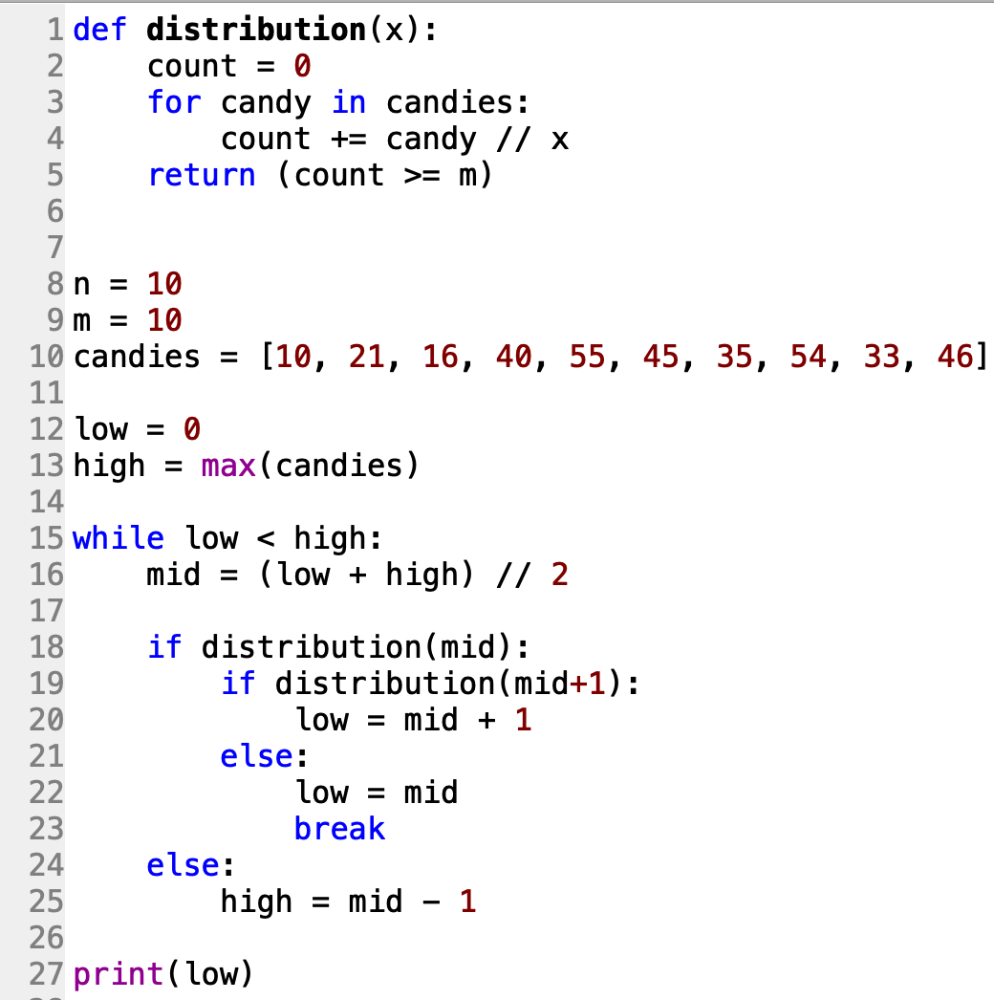 1 def distribution(x):
2     count = 0
3     for candy in candies:
4         count += candy // x
5     return (count >= m)
6
7
8 n = 10
9 m = 10
10 candies = [10, 21, 16, 40, 55, 45, 35, 54, 33, 46]
11
12 low = 0
13 high = max(candies)
14
15 while low < high:
16     mid = (low + high) // 2
17
18     if distribution(mid):
19         if distribution(mid+1):
20             low = mid + 1
21         else:
22             low = mid
23             break
24     else:
25         high = mid - 1
26
27 print(low)